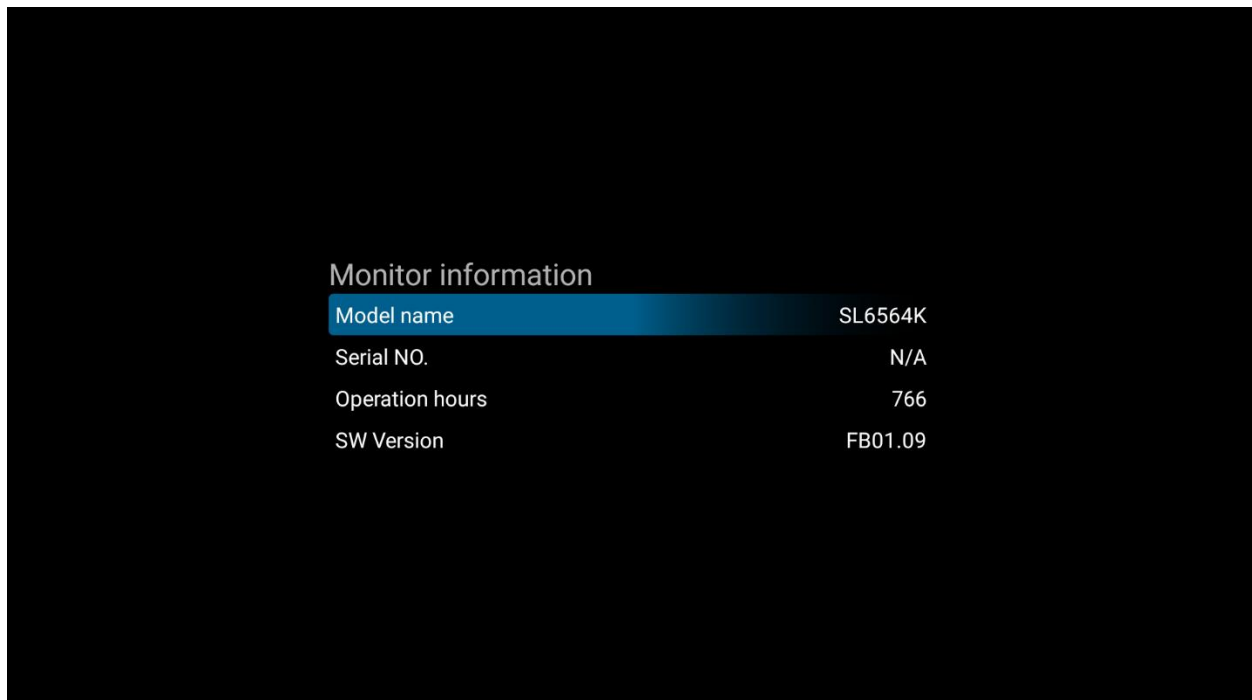 Monitor information
Model name SL6564K
Serial NO. N/A
Operation hours 766
SW Version FB01.09